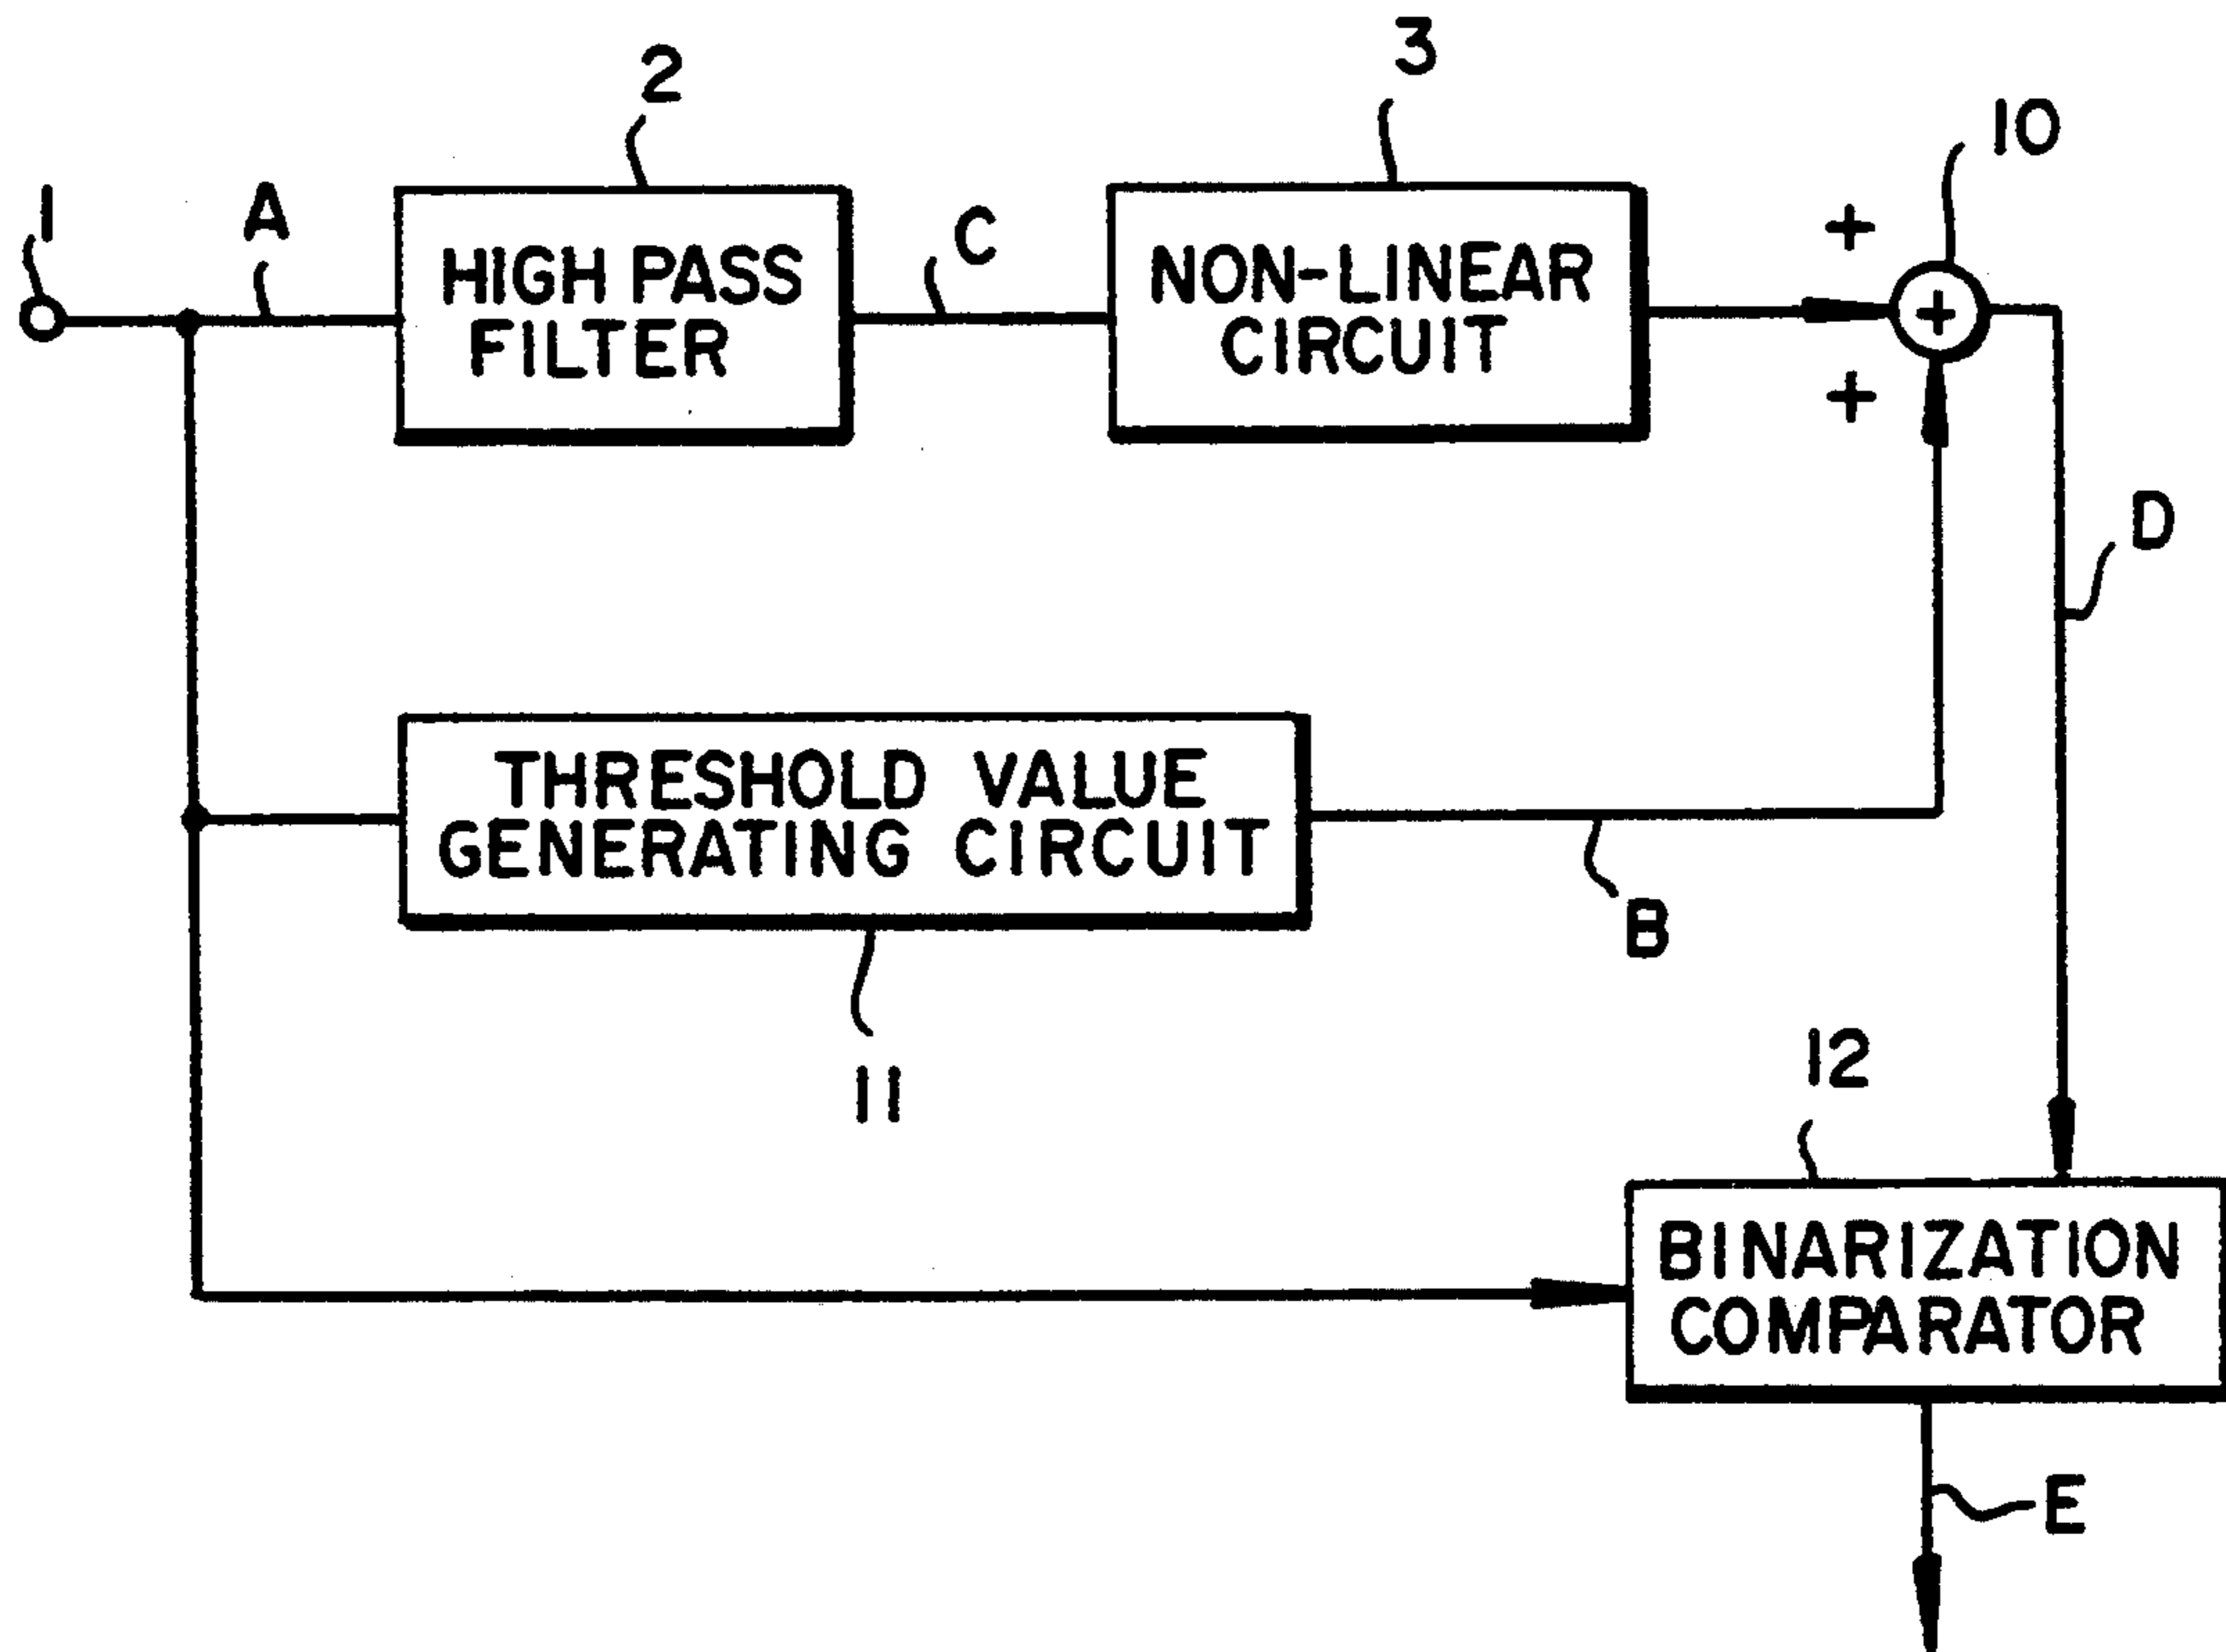 1
A
2
HIGH PASS
FILTER
C
3
NON-LINEAR
CIRCUIT
+
+
10
+
D
THRESHOLD VALUE
GENERATING CIRCUIT
B
11
12
BINARIZATION
COMPARATOR
E